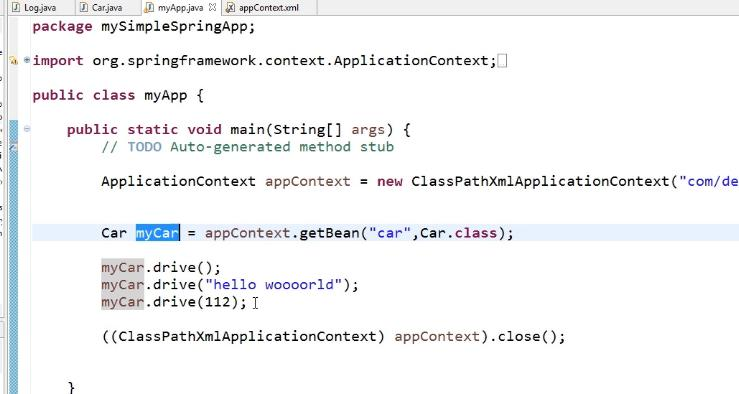 Log.java Car.java myApp.java appContext.xml
package mySimpleSpringApp;
import org.springframework.context.ApplicationContext;
public class myApp {
public static void main(String[] args) {
// TODO Auto-generated method stub
ApplicationContext appContext = new ClassPathXmlApplicationContext("com/de
Car myCar = appContext.getBean("car",Car.class);
myCar.drive();
myCar.drive("hello woooorld");
myCar.drive(112);
((ClassPathXmlApplicationContext) appContext).close();
}